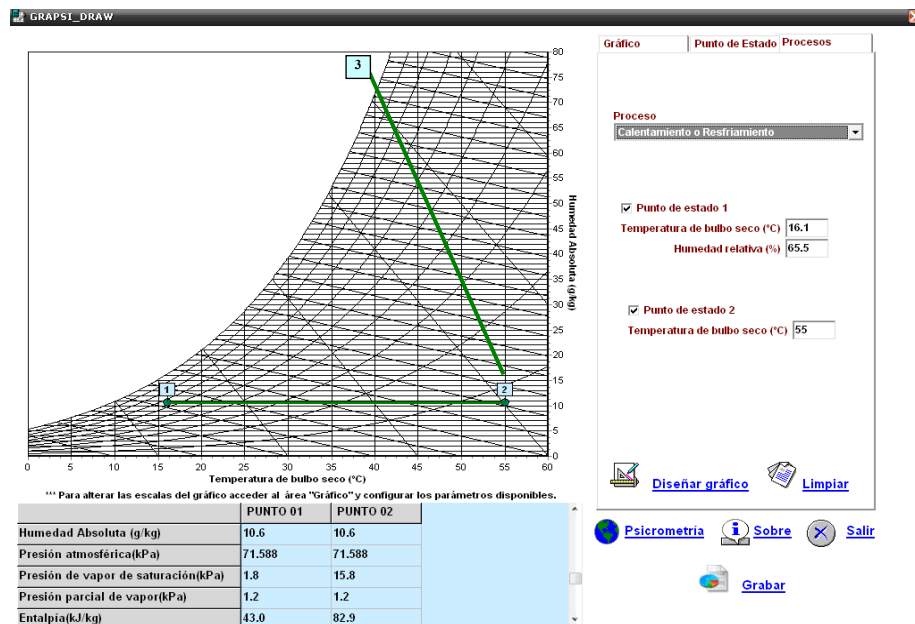 GRAPSI_DRAW
Gráfico
Punto de Estado
Procesos
Proceso
Calentamiento o Resfriamiento
Punto de estado 1
Temperatura de bulbo seco (°C) 16.1
Humedad relativa (%) 65.5
Punto de estado 2
Temperatura de bulbo seco (°C) 55
Diseñar gráfico
Limpiar
Psicrometría
Sobre
Salir
Grabar
3
1
2
80
75
70
65
60
55
50
45
40
35
30
25
20
15
10
5
0
Humedad Absoluta (g/kg)
0 5 10 15 20 25 30 35 40 45 50 55 60
Temperatura de bulbo seco (°C)
*** Para alterar las escalas del gráfico acceder al área "Gráfico" y configurar los parámetros disponibles.
PUNTO 01 PUNTO 02
Humedad Absoluta (g/kg) 10.6 10.6
Presión atmosférica(kPa) 71.588 71.588
Presión de vapor de saturación(kPa) 1.8 15.8
Presión parcial de vapor(kPa) 1.2 1.2
Entalpía(kJ/kg) 43.0 82.9